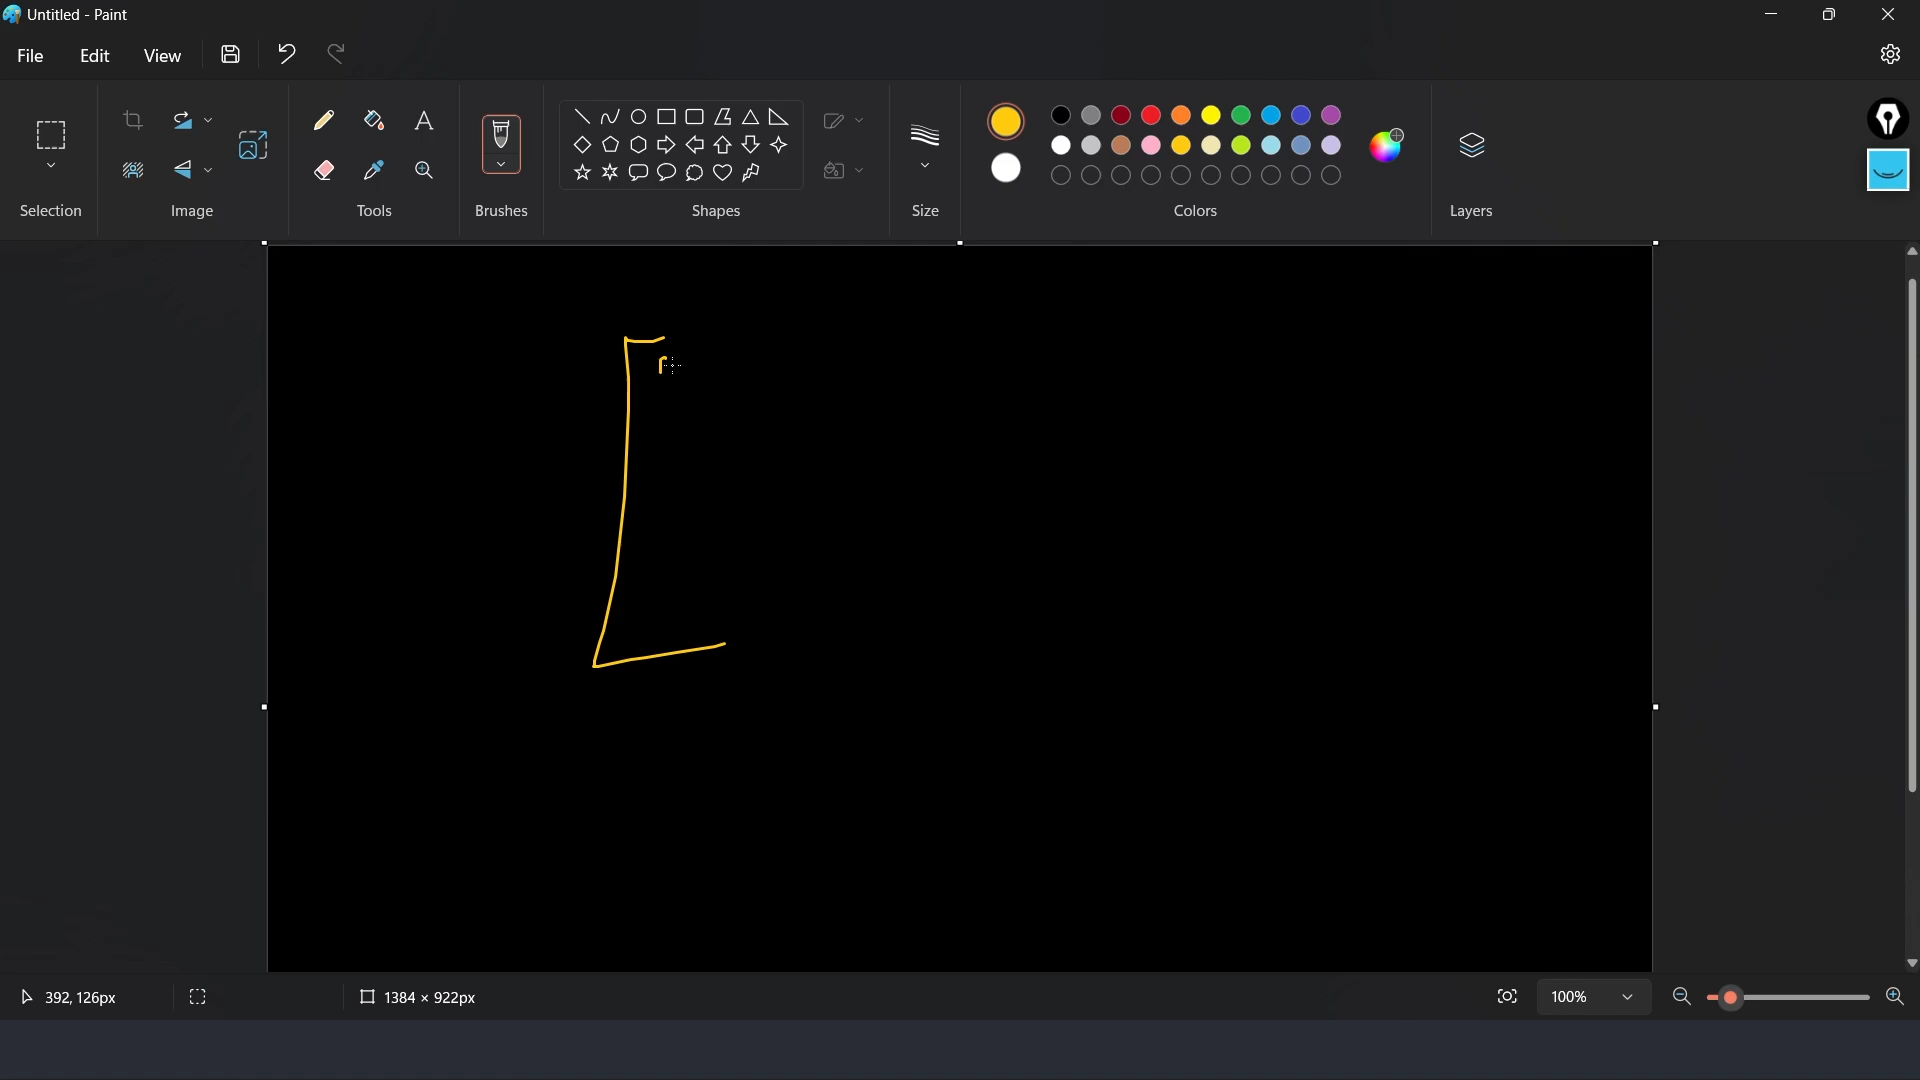 Untitled - Paint
File Edit View
Selection Image Tools Brushes Shapes Size Colors Layers
392, 126px 1384 × 922px 100%